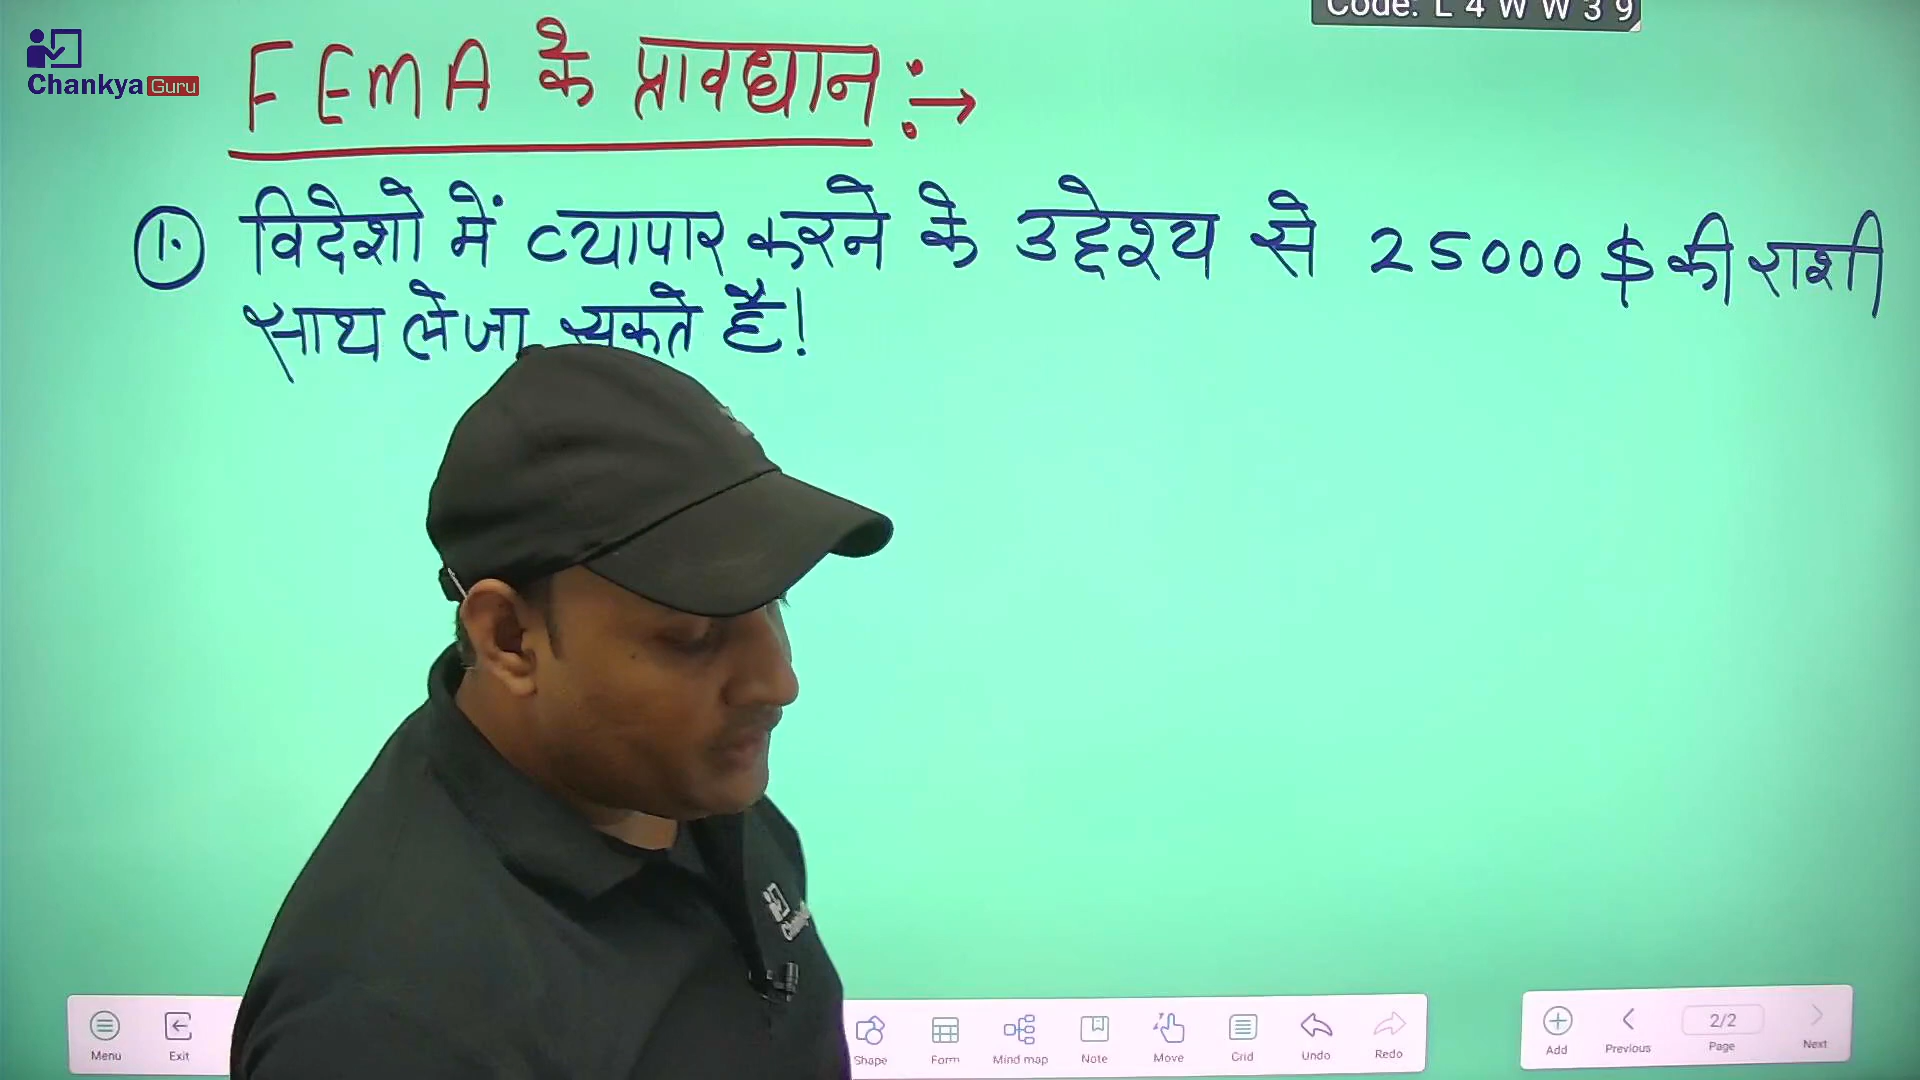 Code: L 4 W W 3 9
Chankya Guru
FEMA के प्रावधान :→
1. विदेशो में व्यापार करने के उद्देश्य से 25000 $ की राशी
साथ लेजा सकते है!
Menu
Exit
Shape
Form
Mind map
Note
Move
Grid
Undo
Redo
Add
Previous
2/2
Page
Next